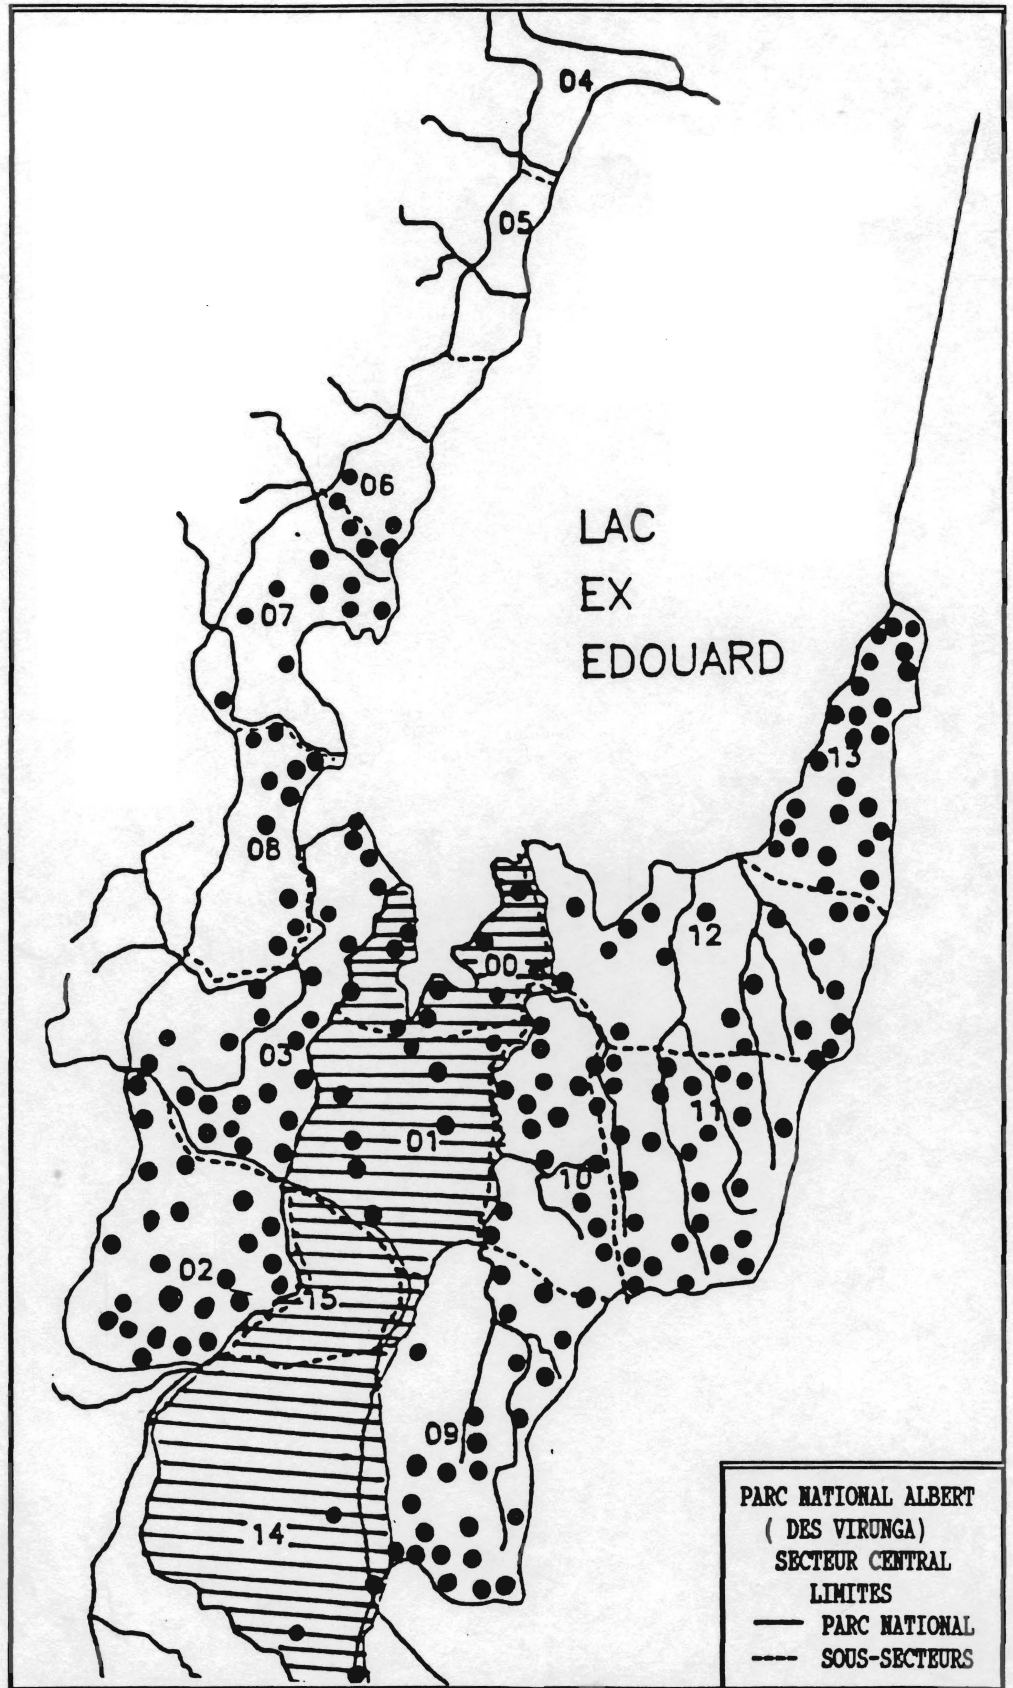 04
05
06
LAC
EX
07
EDOUARD
13
08
12
00
03
01
11
10
02
15
09
14
PARC NATIONAL ALBERT
( DES VIRUNGA)
SECTEUR CENTRAL
LIMITES
PARC NATIONAL
SOUS-SECTEURS